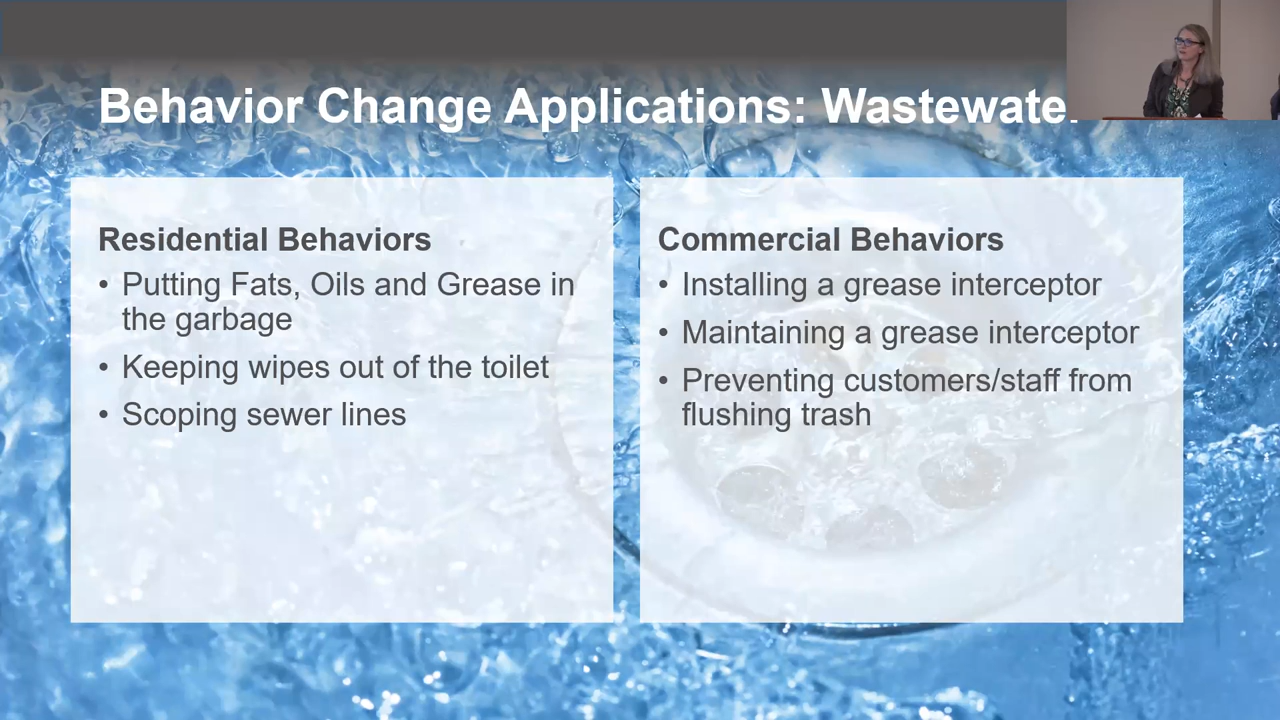 Behavior Change Applications: Wastewater
Residential Behaviors
• Putting Fats, Oils and Grease in
the garbage
• Keeping wipes out of the toilet
• Scoping sewer lines
Commercial Behaviors
• Installing a grease interceptor
• Maintaining a grease interceptor
• Preventing customers/staff from
flushing trash